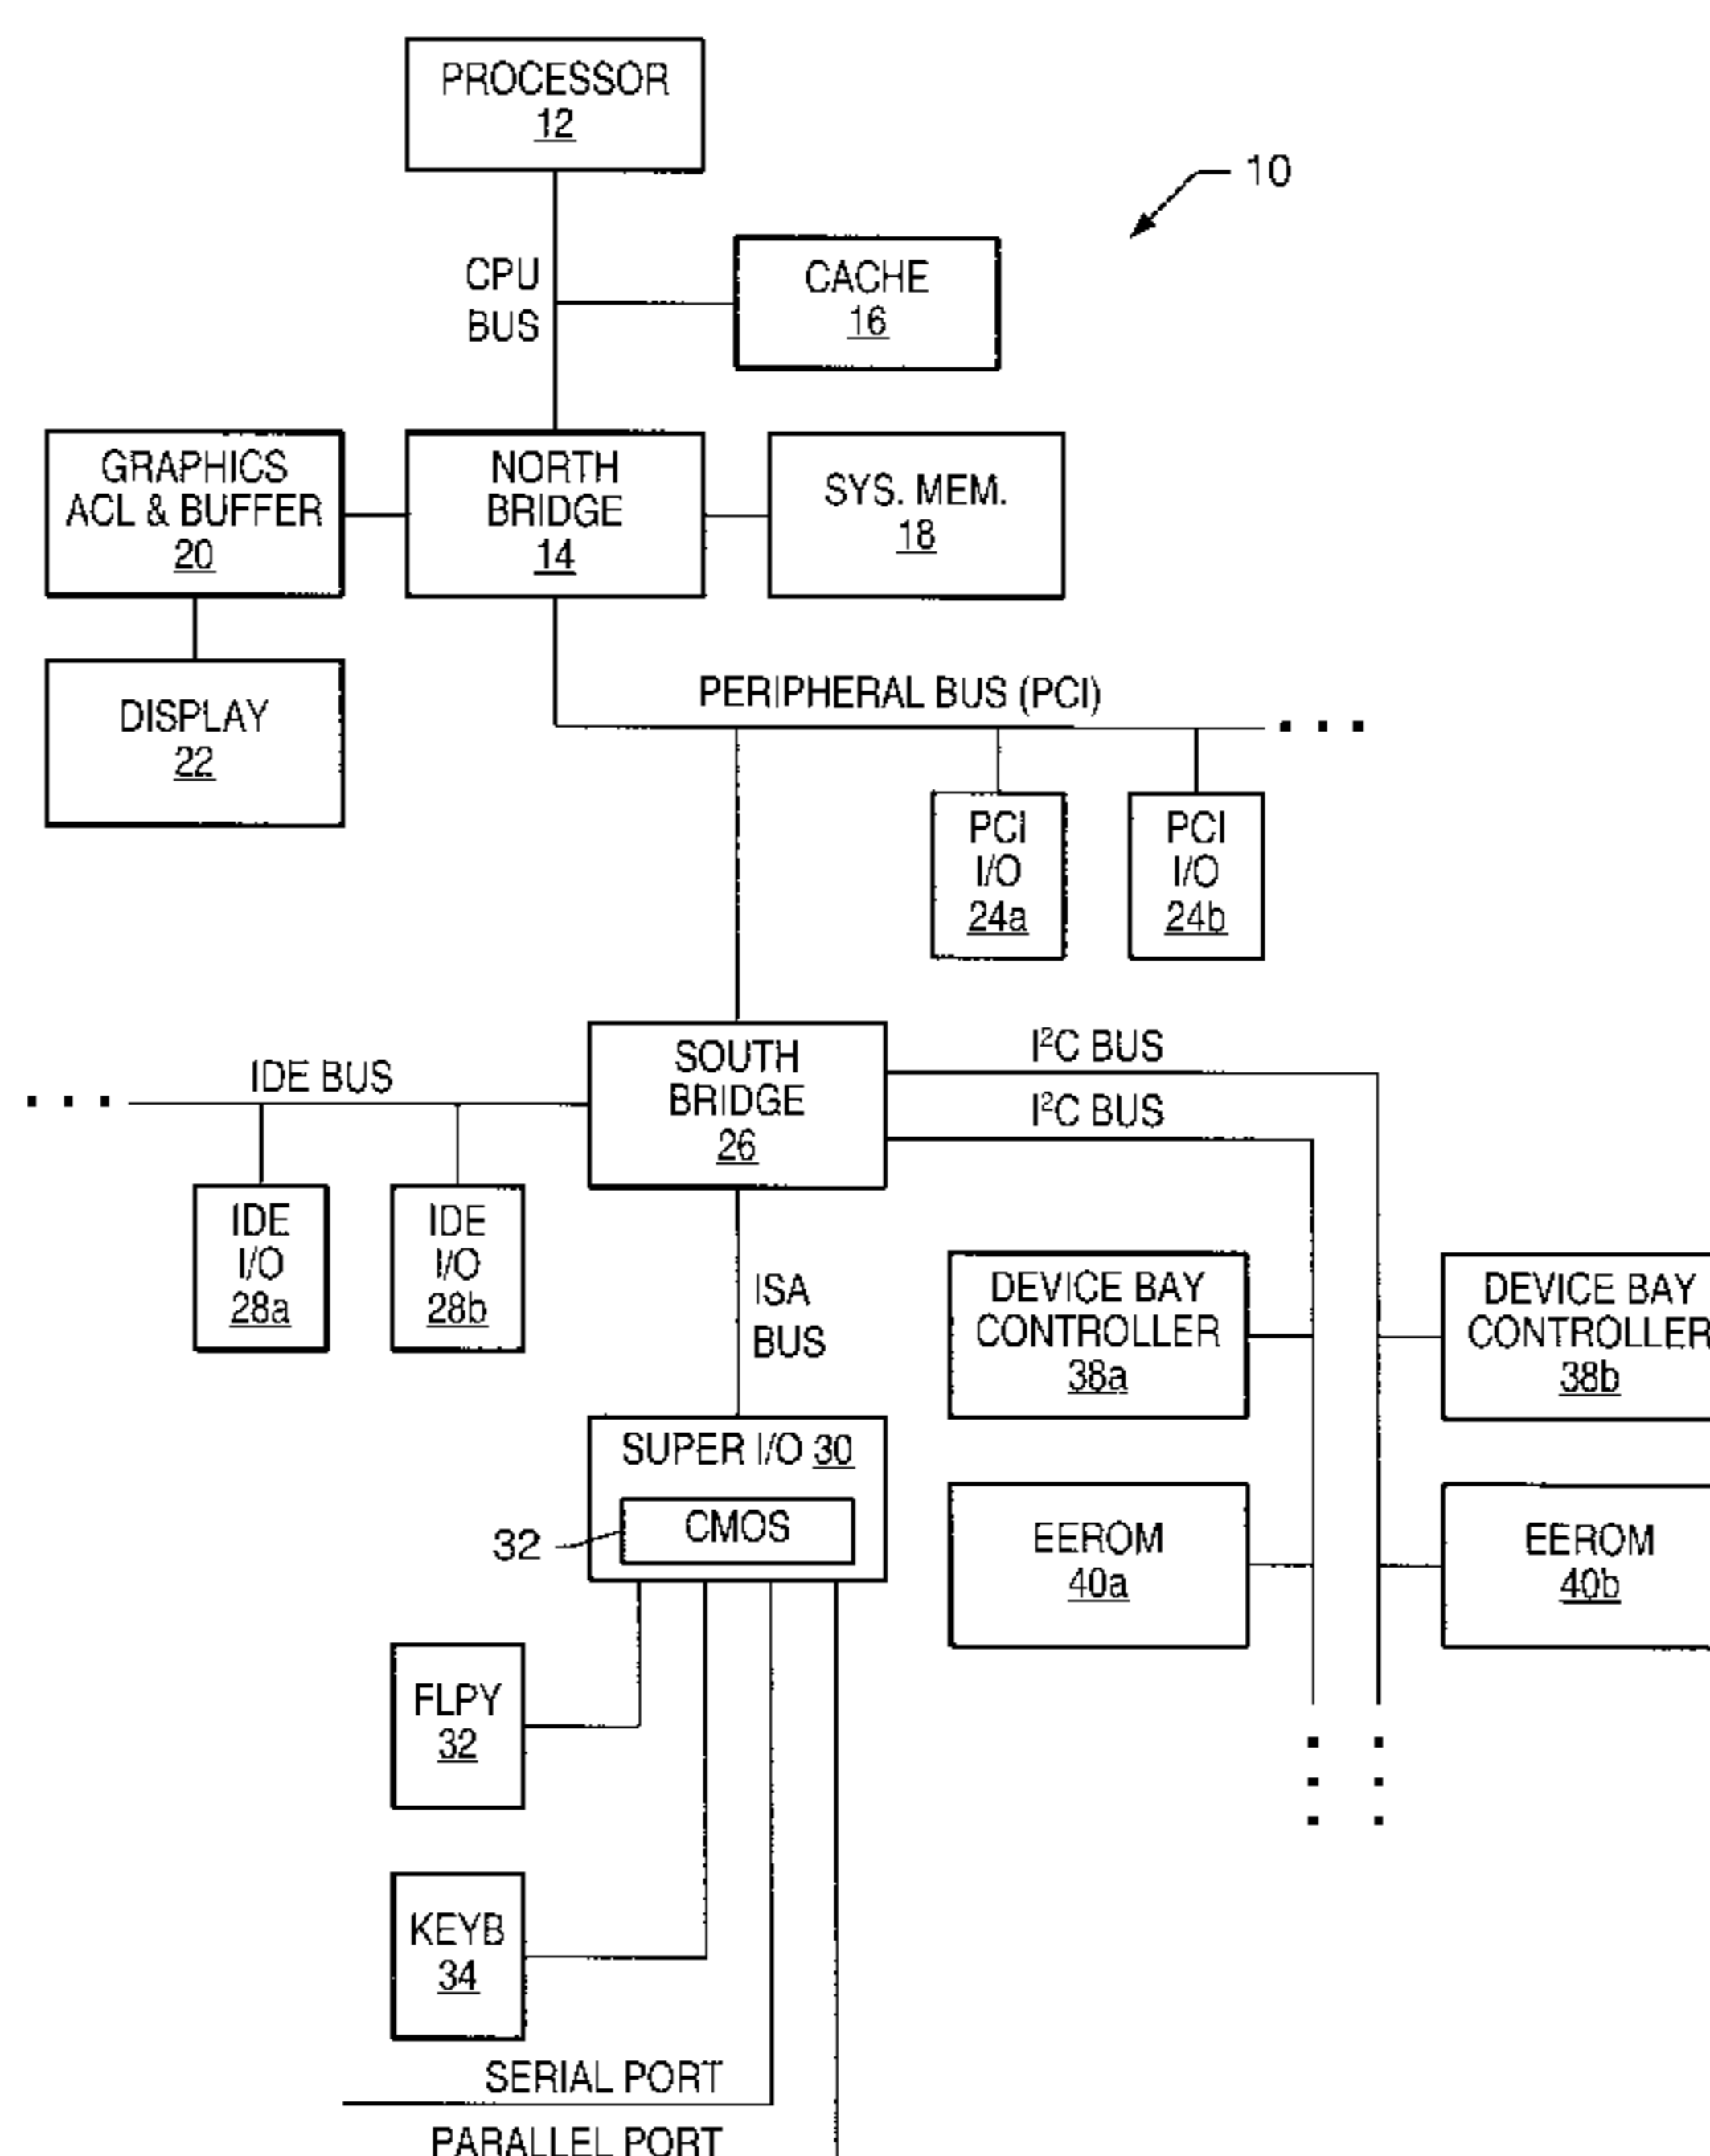 PROCESSOR
12
10
CPU
BUS
CACHE
16
GRAPHICS
ACL & BUFFER
20
NORTH
BRIDGE
14
SYS. MEM.
18
DISPLAY
22
PERIPHERAL BUS (PCI)
PCI
I/O
24a
PCI
I/O
24b
IDE BUS
SOUTH
BRIDGE
26
I²C BUS
I²C BUS
IDE
I/O
28a
IDE
I/O
28b
ISA
BUS
DEVICE BAY
CONTROLLER
38a
DEVICE BAY
CONTROLLER
38b
SUPER I/O 30
CMOS
32
EEROM
40a
EEROM
40b
FLPY
32
KEYB
34
SERIAL PORT
PARALLEL PORT